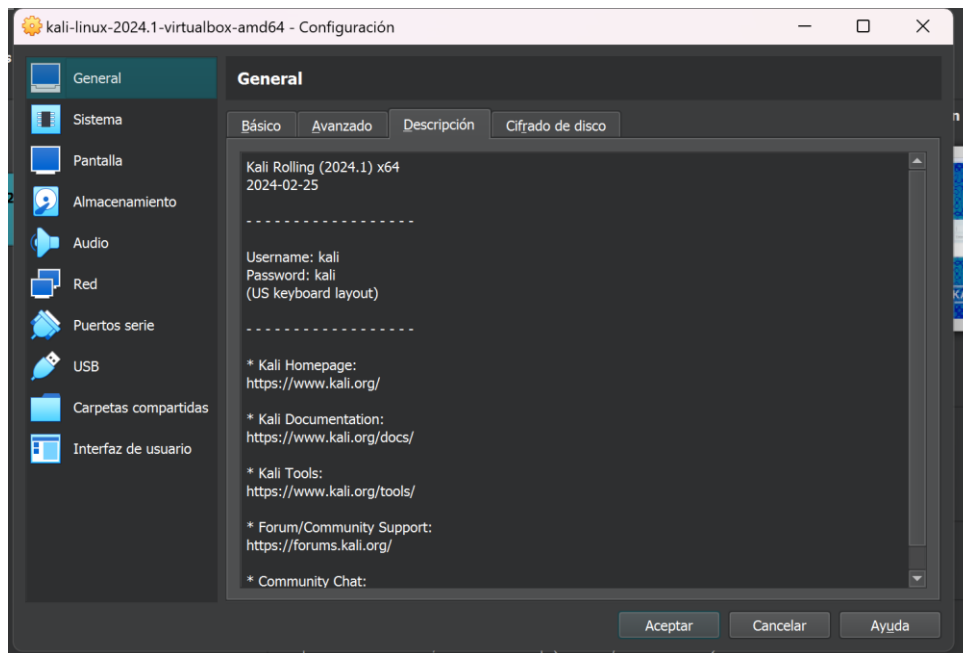 kali-linux-2024.1-virtualbox-amd64 - Configuración
General
Sistema
Pantalla
Almacenamiento
Audio
Red
Puertos serie
USB
Carpetas compartidas
Interfaz de usuario
General
Básico Avanzado Descripción Cifrado de disco
Kali Rolling (2024.1) x64
2024-02-25
- - - - - - - - - - - - - - - - - -
Username: kali
Password: kali
(US keyboard layout)
- - - - - - - - - - - - - - - - - -
* Kali Homepage:
https://www.kali.org/
* Kali Documentation:
https://www.kali.org/docs/
* Kali Tools:
https://www.kali.org/tools/
* Forum/Community Support:
https://forums.kali.org/
* Community Chat:
Aceptar Cancelar Ayuda